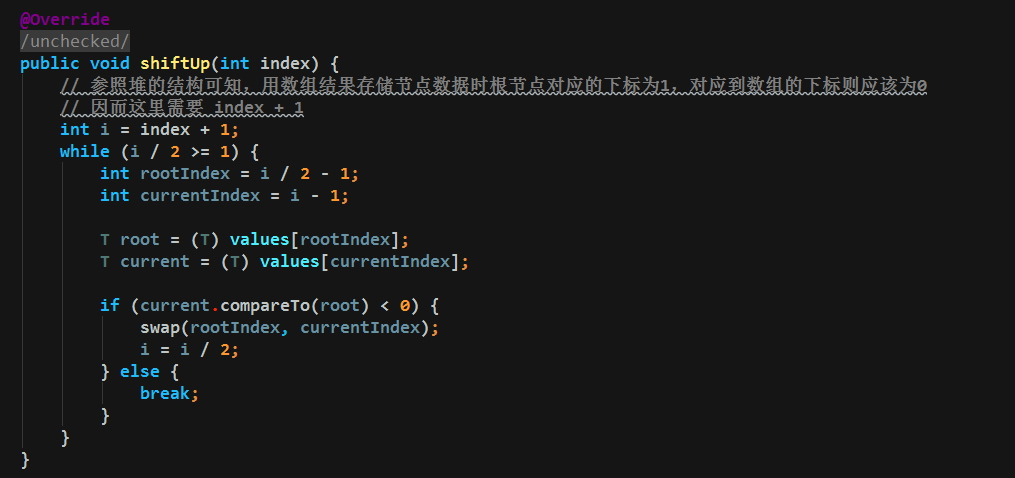 @Override
/unchecked/
public void shiftUp(int index) {
// 参照堆的结构可知，用数组结果存储节点数据时根节点对应的下标为1，对应到数组的下标则应该为0
// 因而这里需要 index + 1
int i = index + 1;
while (i / 2 >= 1) {
int rootIndex = i / 2 - 1;
int currentIndex = i - 1;
T root = (T) values[rootIndex];
T current = (T) values[currentIndex];
if (current.compareTo(root) < 0) {
swap(rootIndex, currentIndex);
i = i / 2;
} else {
break;
}
}
}